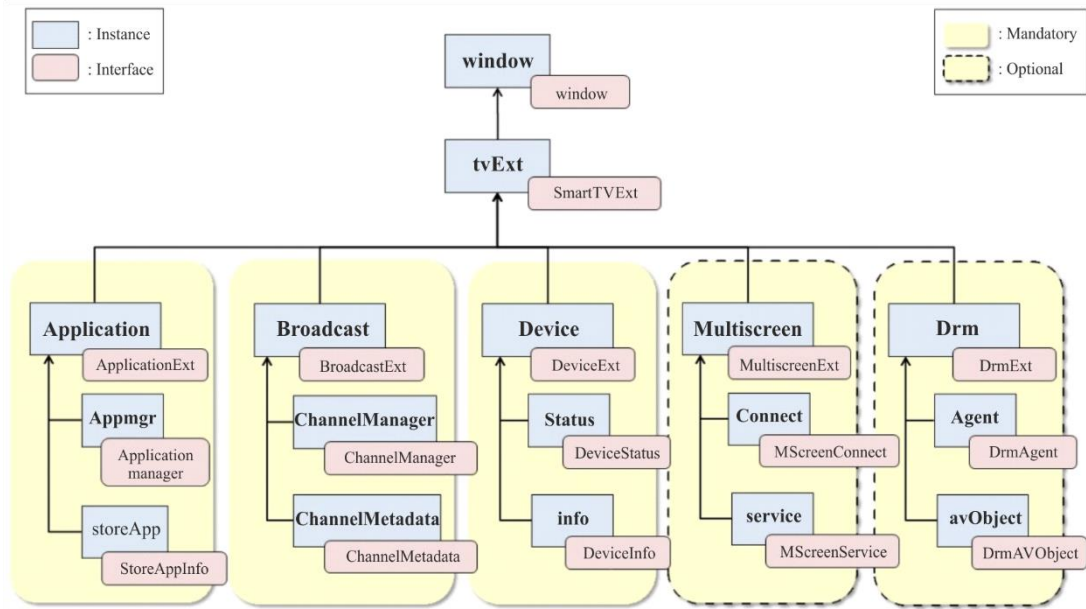 : Instance
: Interface
: Mandatory
: Optional
window
window
tvExt
SmartTVExt
Application
ApplicationExt
Appmgr
Application
manager
storeApp
StoreAppInfo
Broadcast
BroadcastExt
ChannelManager
ChannelManager
ChannelMetadata
ChannelMetadata
Device
DeviceExt
Status
DeviceStatus
info
DeviceInfo
Multiscreen
MultiscreenExt
Connect
MScreenConnect
service
MScreenService
Drm
DrmExt
Agent
DrmAgent
avObject
DrmAVObject